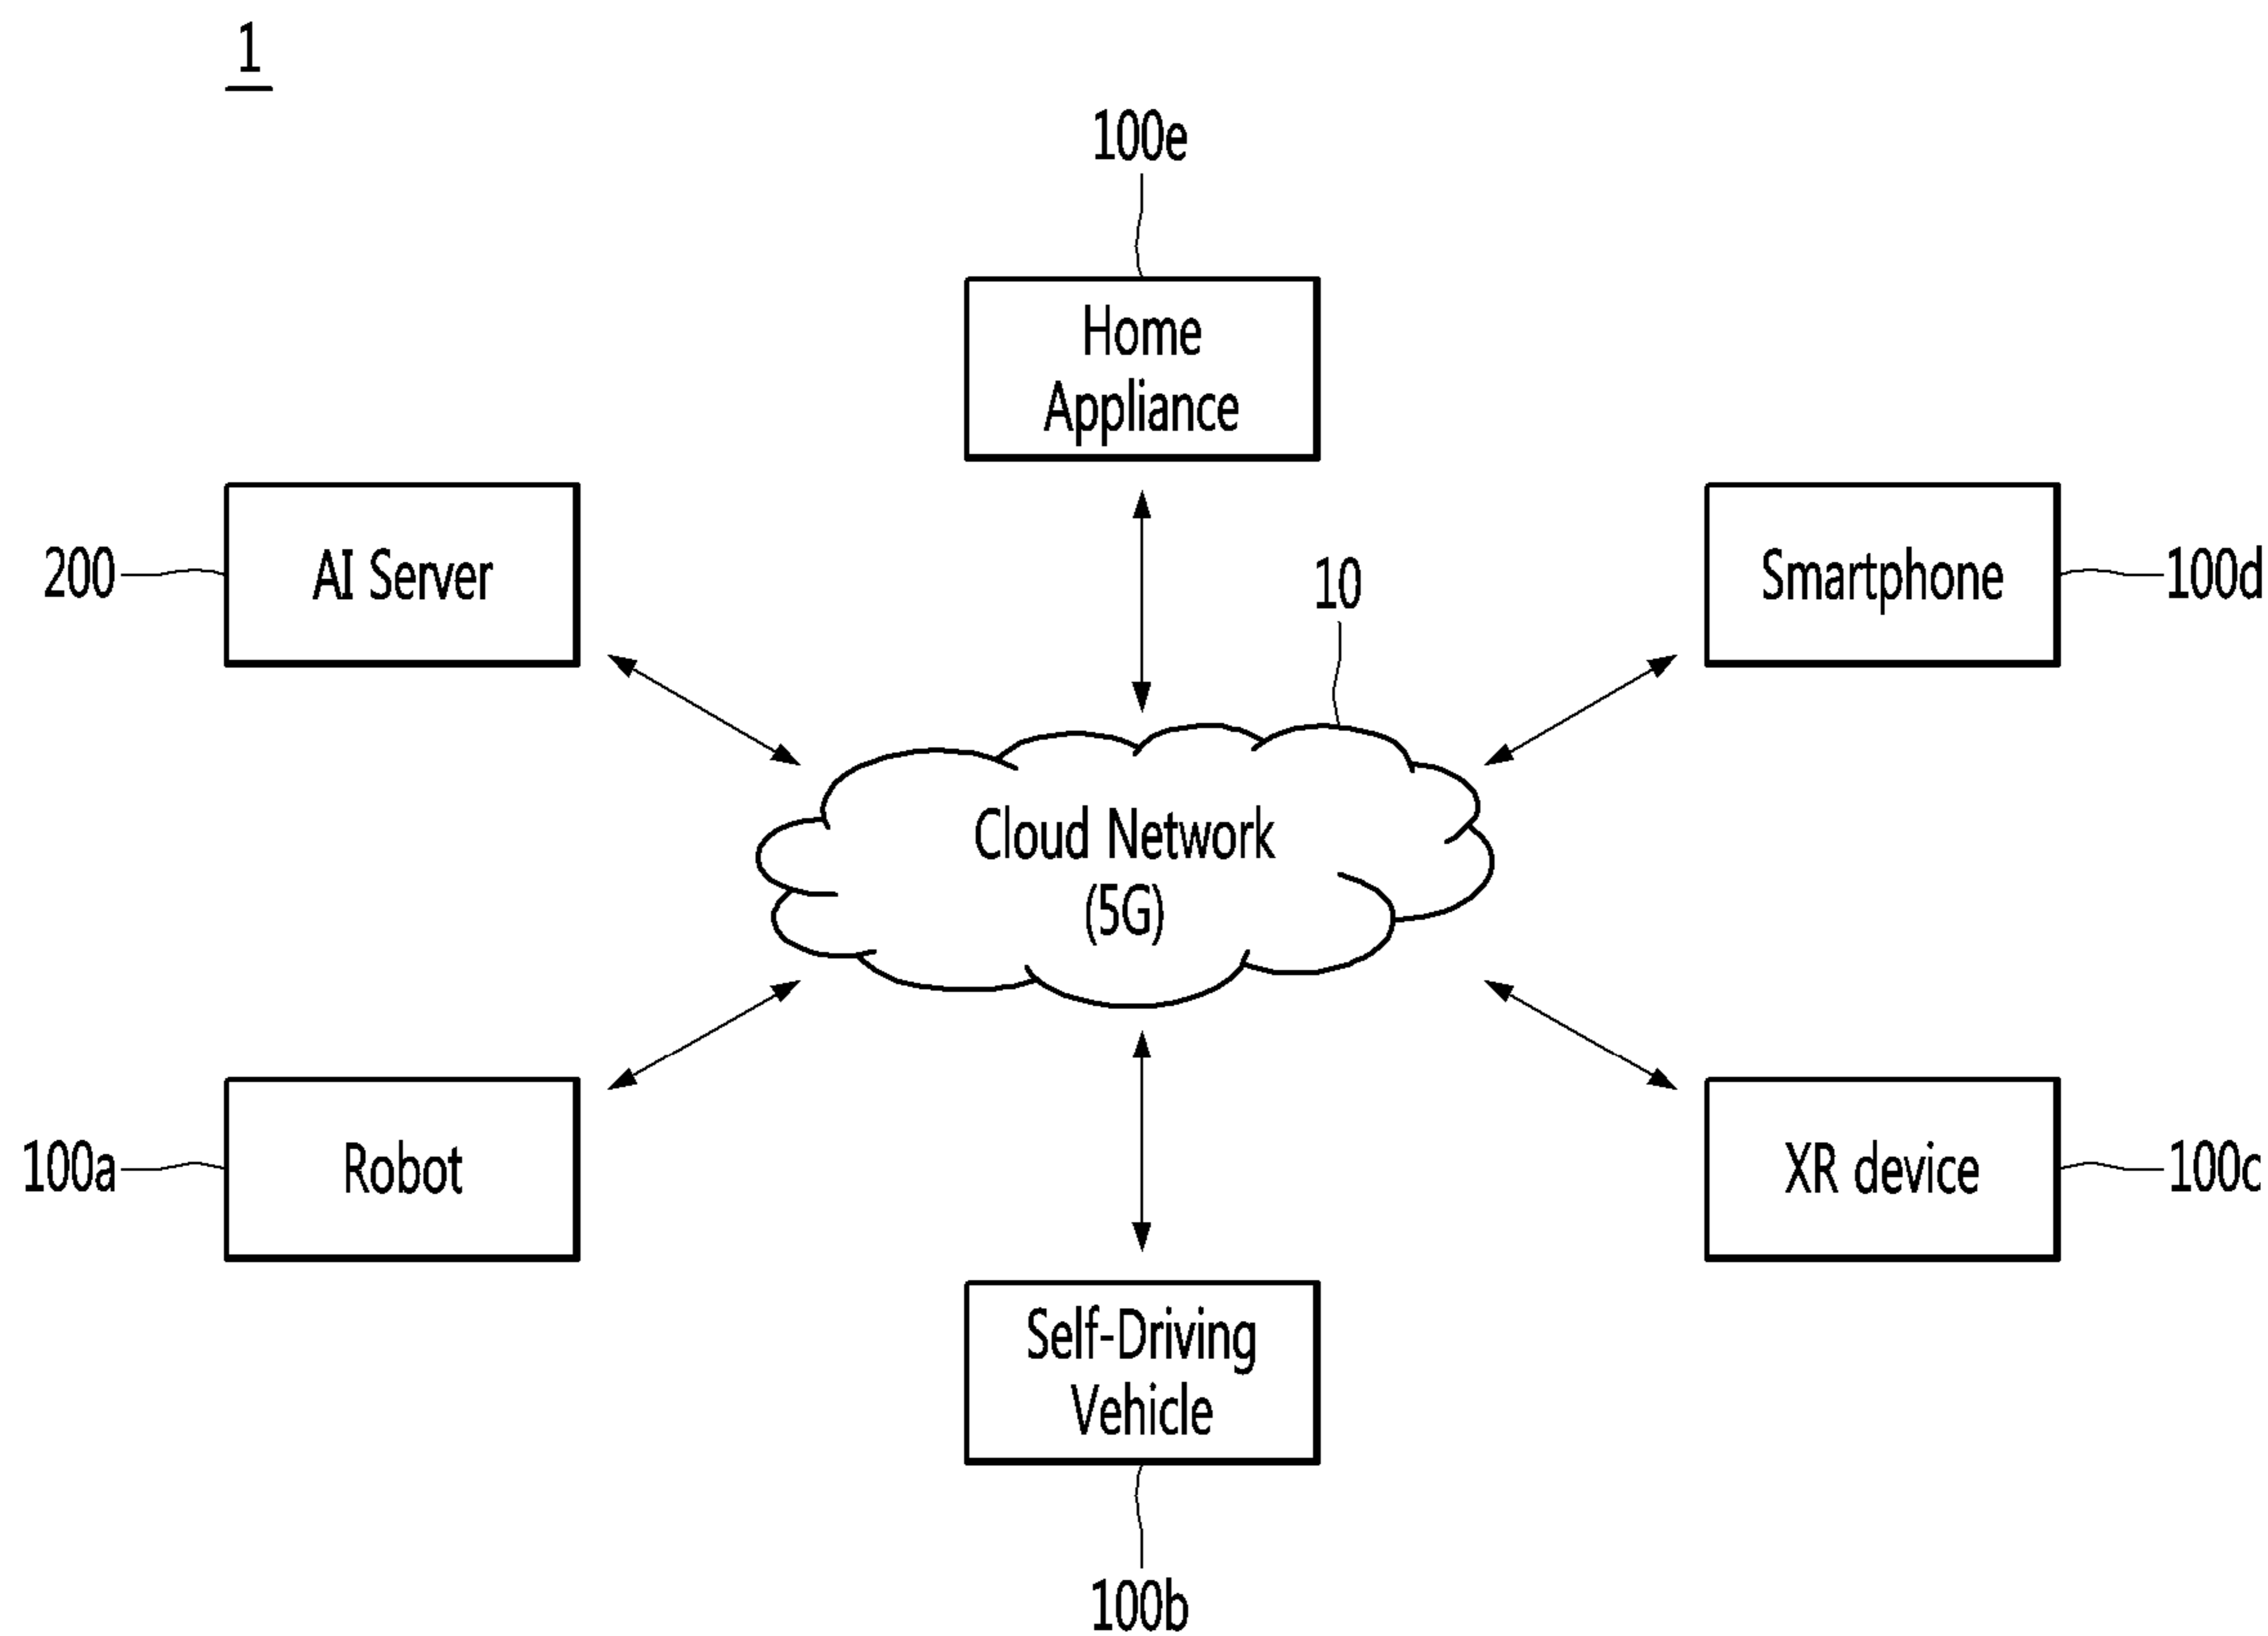 1
100e
Home
Appliance
200
AI Server
Smartphone
100d
10
Cloud Network
(5G)
100a
Robot
XR device
100c
Self-Driving
Vehicle
100b